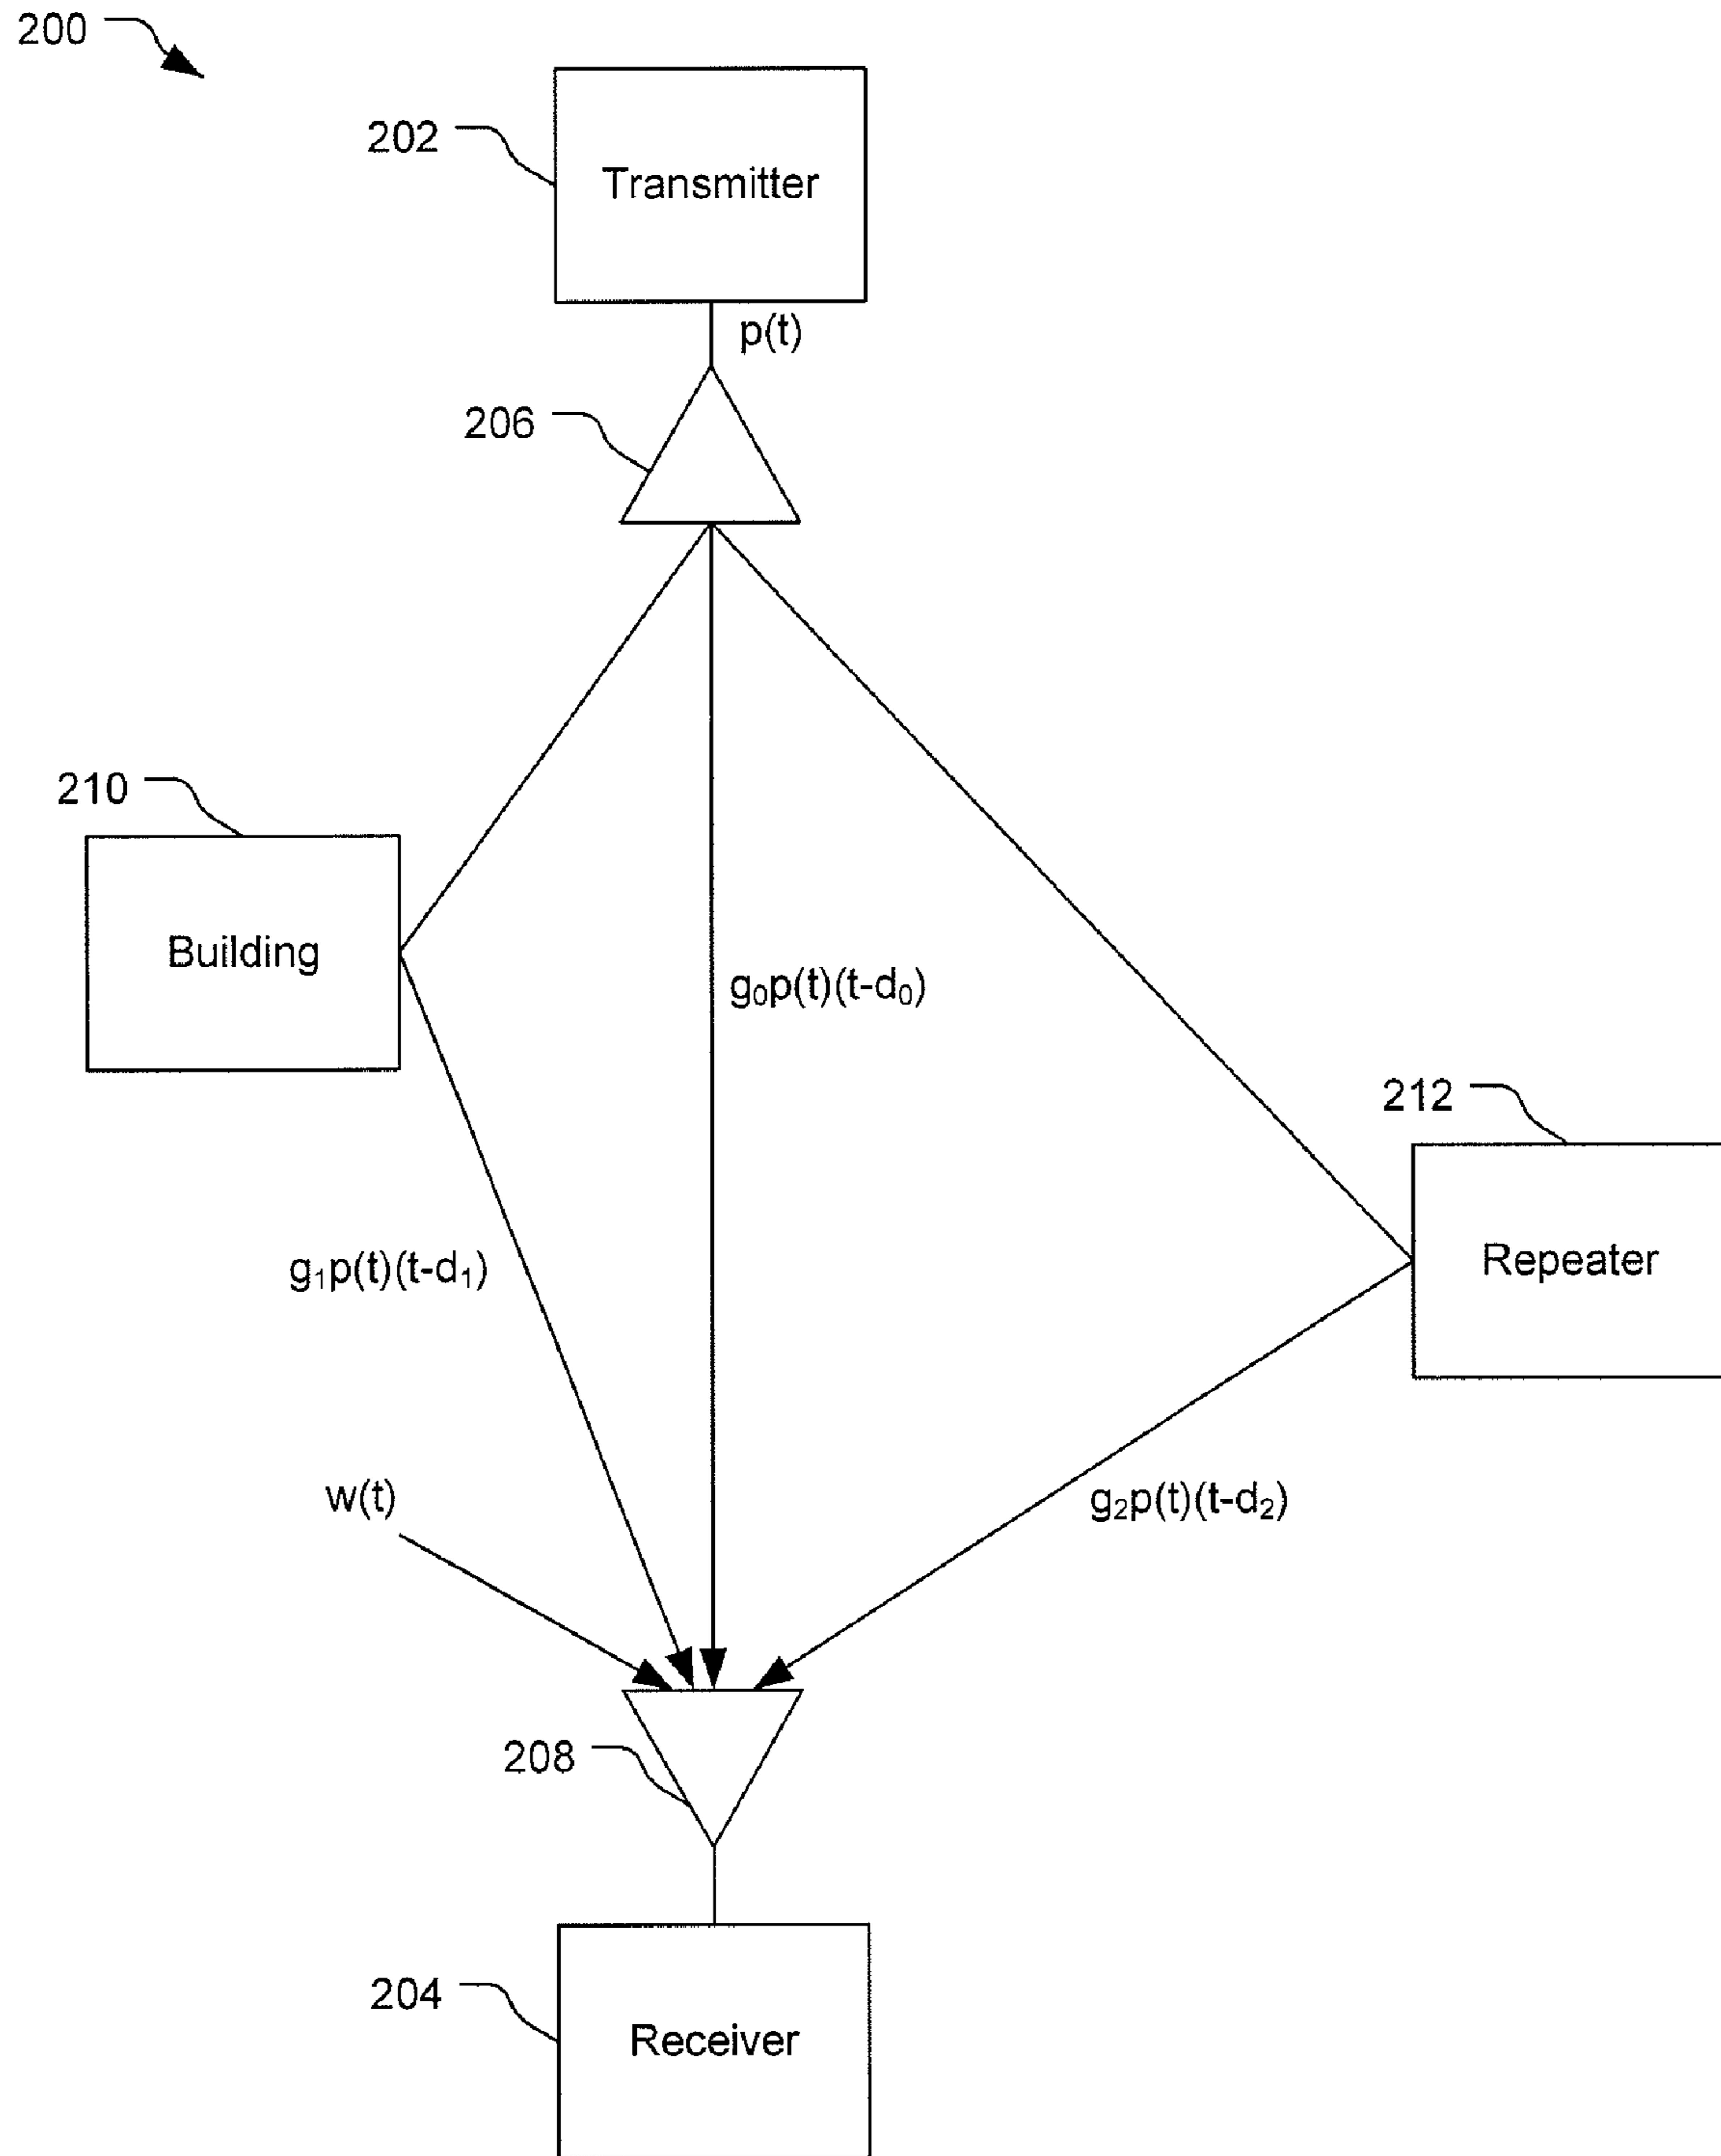 200
202
Transmitter
p(t)
206
210
Building
g₀p(t)(t-d₀)
212
Repeater
g₁p(t)(t-d₁)
w(t)
g₂p(t)(t-d₂)
208
204
Receiver